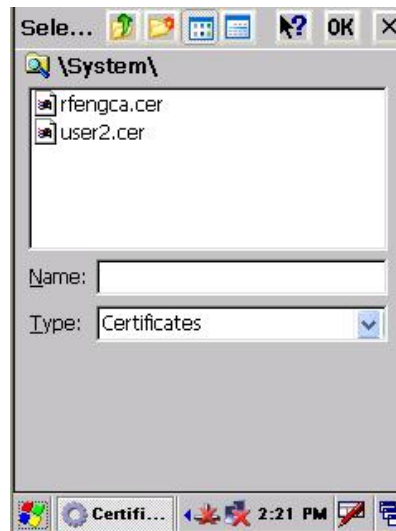 Sele... ? OK ×
\System\
rfengca.cer
user2.cer
Name:
Type: Certificates
Certifi... 2:21 PM